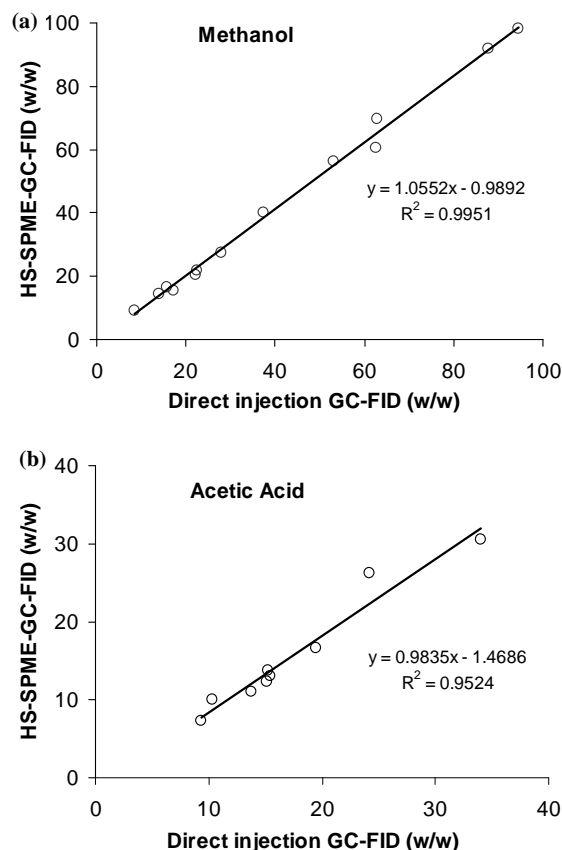 (a)
Methanol
HS-SPME-GC-FID (w/w)
100
80
60
40
20
0
y = 1.0552x - 0.9892
R² = 0.9951
0 20 40 60 80 100
Direct injection GC-FID (w/w)
(b)
Acetic Acid
HS-SPME-GC-FID (w/w)
40
30
20
10
0
y = 0.9835x - 1.4686
R² = 0.9524
0 10 20 30 40
Direct injection GC-FID (w/w)